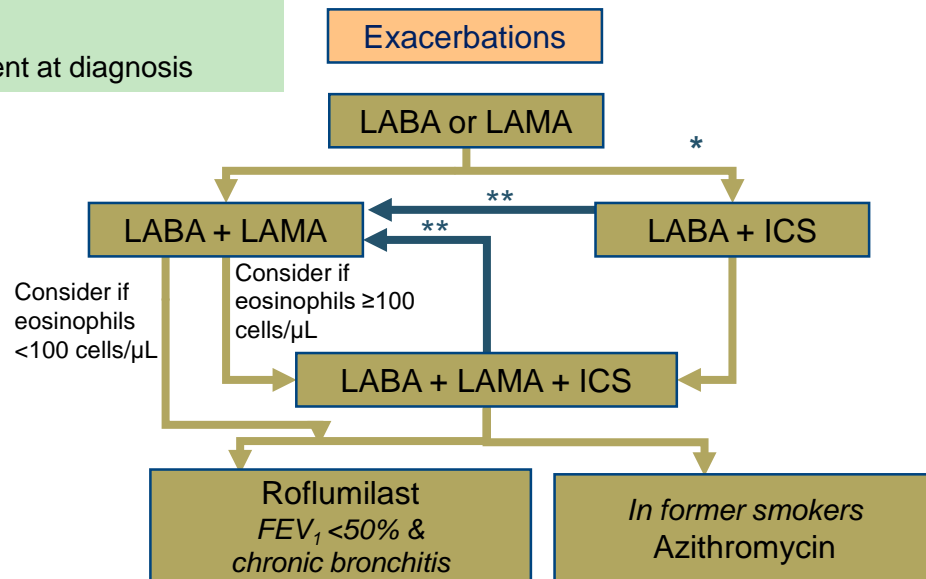 ent at diagnosis
Exacerbations
LABA or LAMA
*
**
LABA + LAMA
**
LABA + ICS
Consider if
eosinophils
<100 cells/µL
Consider if
eosinophils ≥100
cells/µL
LABA + LAMA + ICS
Roflumilast
FEV₁ <50% &
chronic bronchitis
In former smokers
Azithromycin